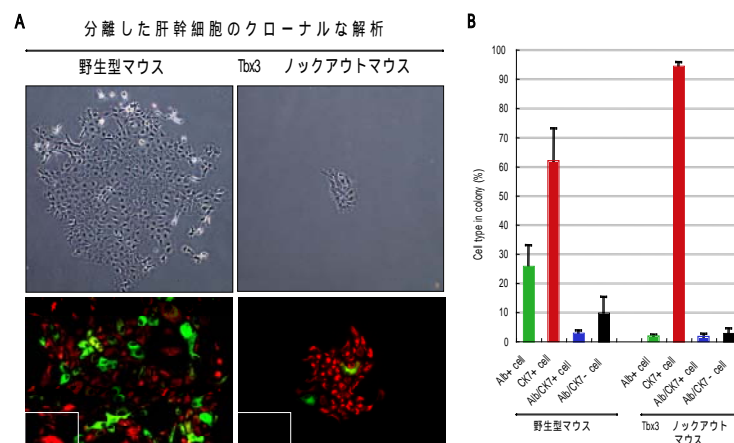 A
分離した肝幹細胞のクローナルな解析
野生型マウス
Tbx3 ノックアウトマウス
B
Cell type in colony (%)
100
90
80
70
60
50
40
30
20
10
0
Alb+ cell
CK7+ cell
Alb/CK7+ cell
Alb/CK7- cell
Alb+ cell
CK7+ cell
Alb/CK7+ cell
Alb/CK7- cell
野生型マウス
Tbx3 ノックアウト
マウス